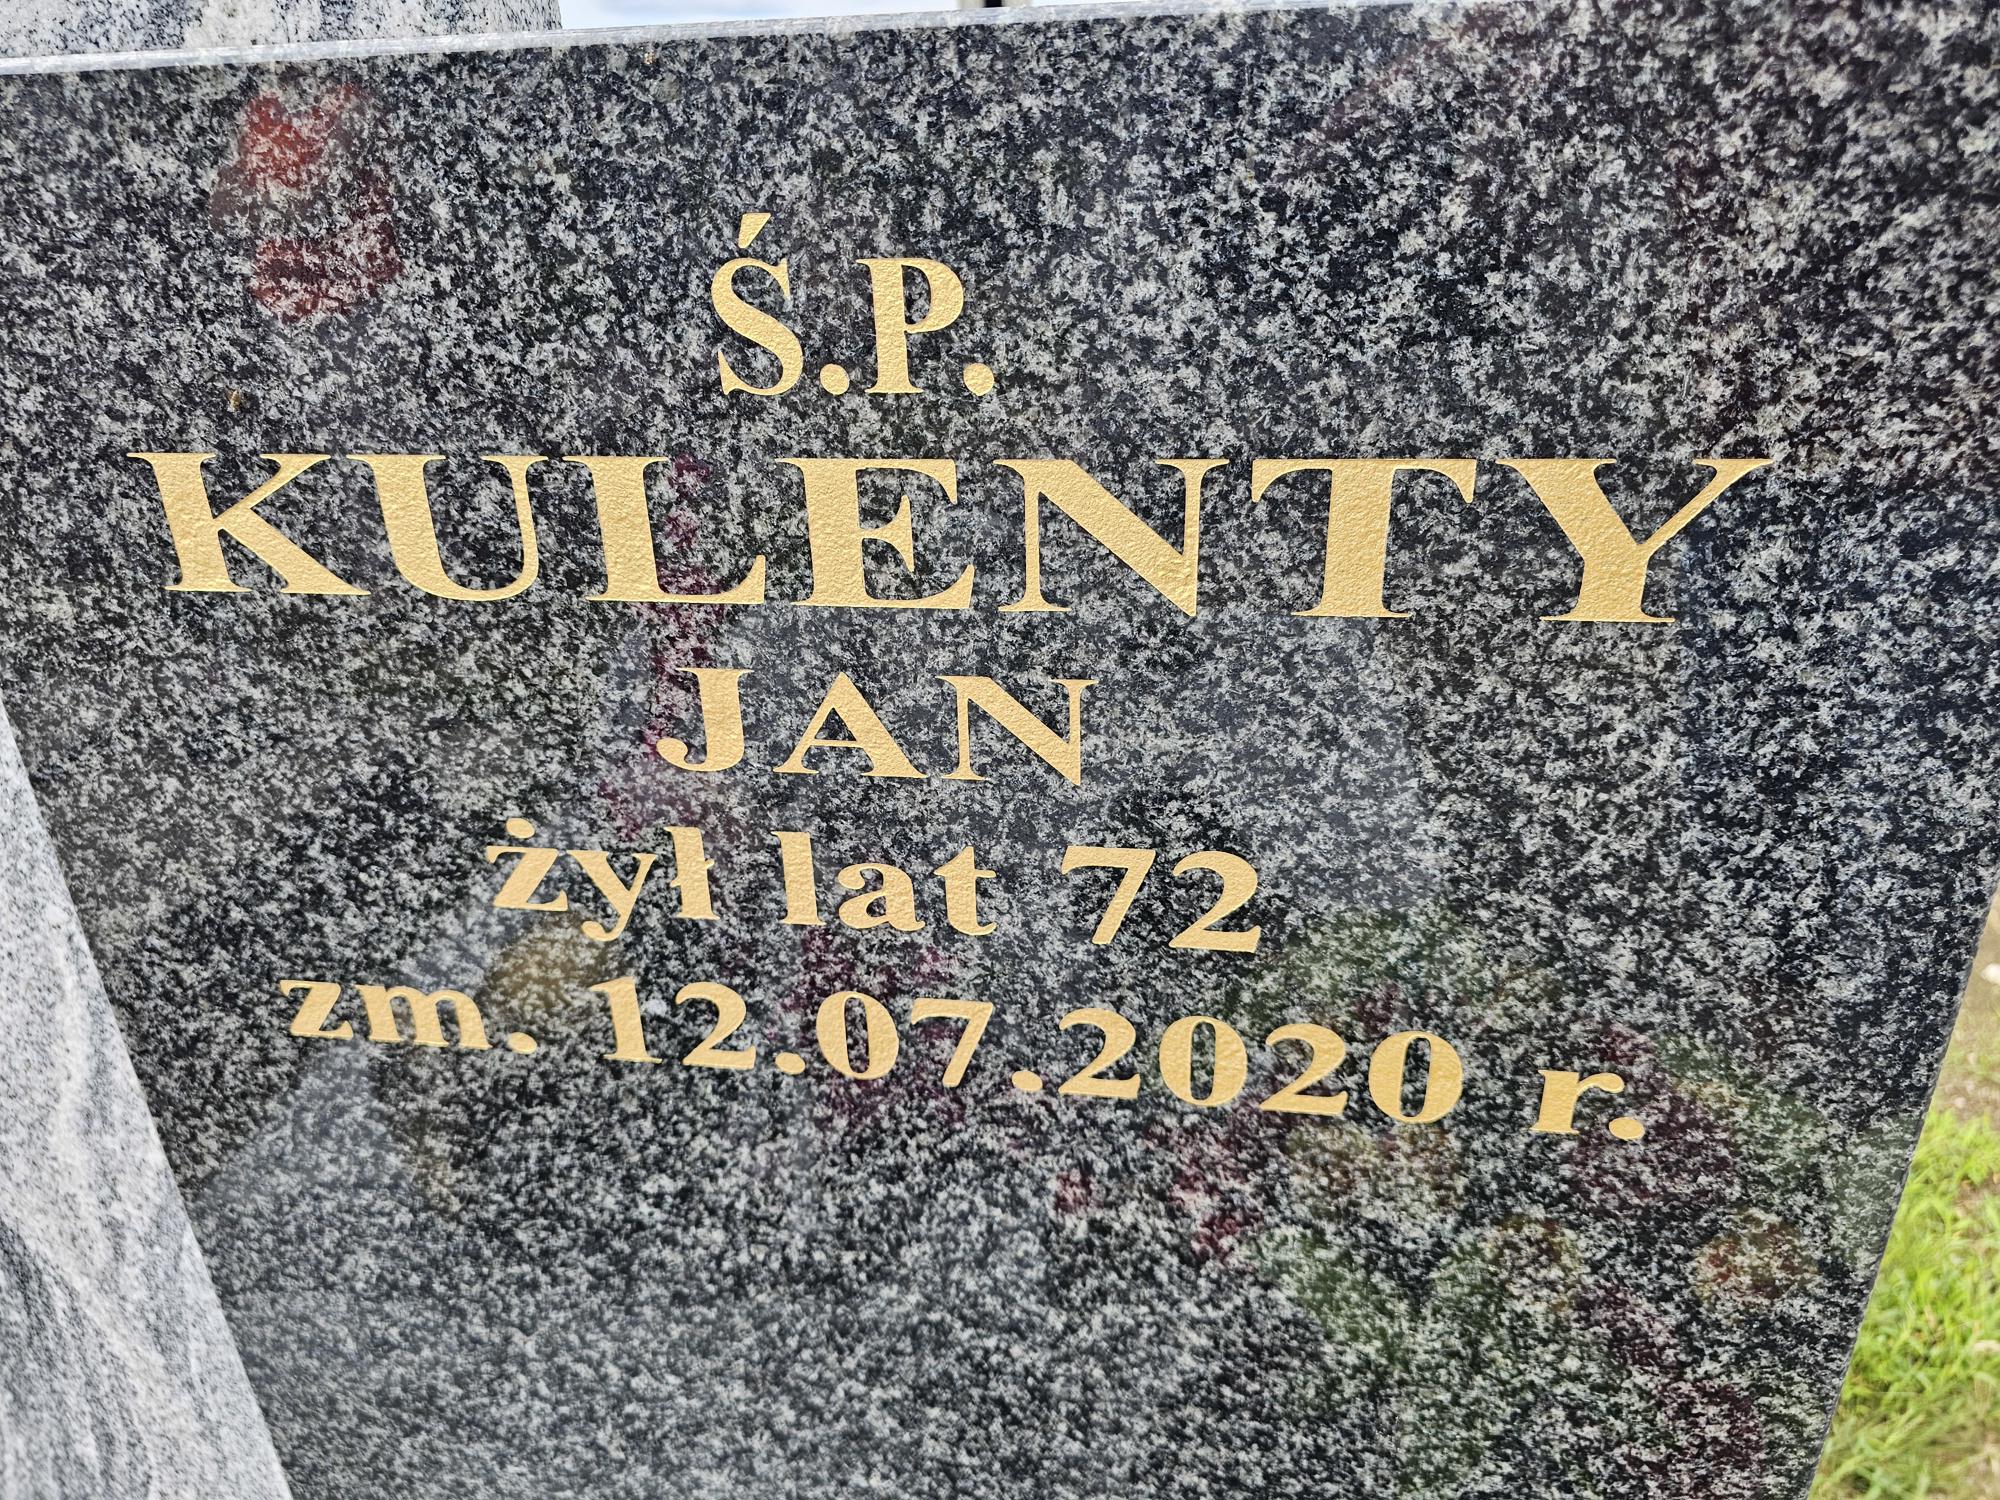 Ś.P.
KULENTY
JAN
żył lat 72
zm. 12.07.2020 r.